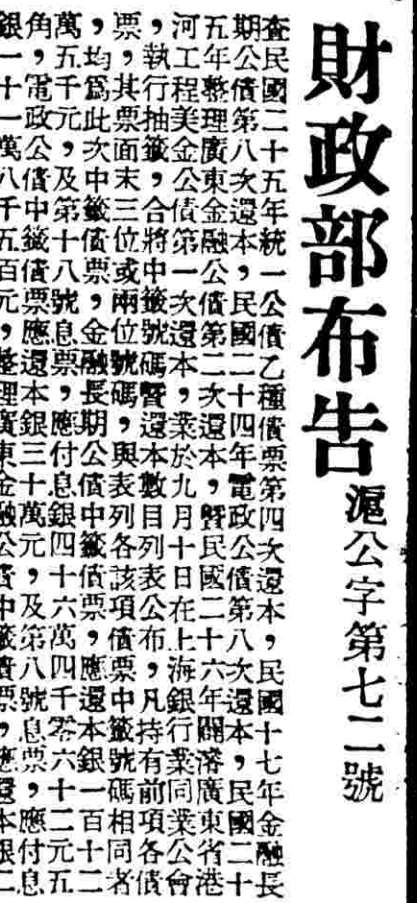 財政部布告 滬公字第七二號
查民國二十五年統一公債乙種債票第四次還本，民國十七年金融長
期公債第八次還本，民國二十四年電政公債第八次還本，民國二十
五年整理廣東金融公債第二次還本，暨民國二十六年開濬廣東省港
河工程美金公債第一次還本，業於九月十日在上海銀行業同業公會
，執行抽籤，合將中籤號碼暨還本數目列表公布，凡持有前項各債
票，其票面末三位或兩位號碼，與表列各該項債票中籤號碼相同者
，均爲此次中籤債票，金融長期公債中籤債票，應還本銀一百十二
萬五千元，及第十八號息票，應付息銀四十六萬四千零六十二元五
角，電政公債中籤債票，應還本銀三十萬元，及第八號息票，應付息
銀一十一萬八千五百元，整理廣東金融公債中籤債票，應還本銀二